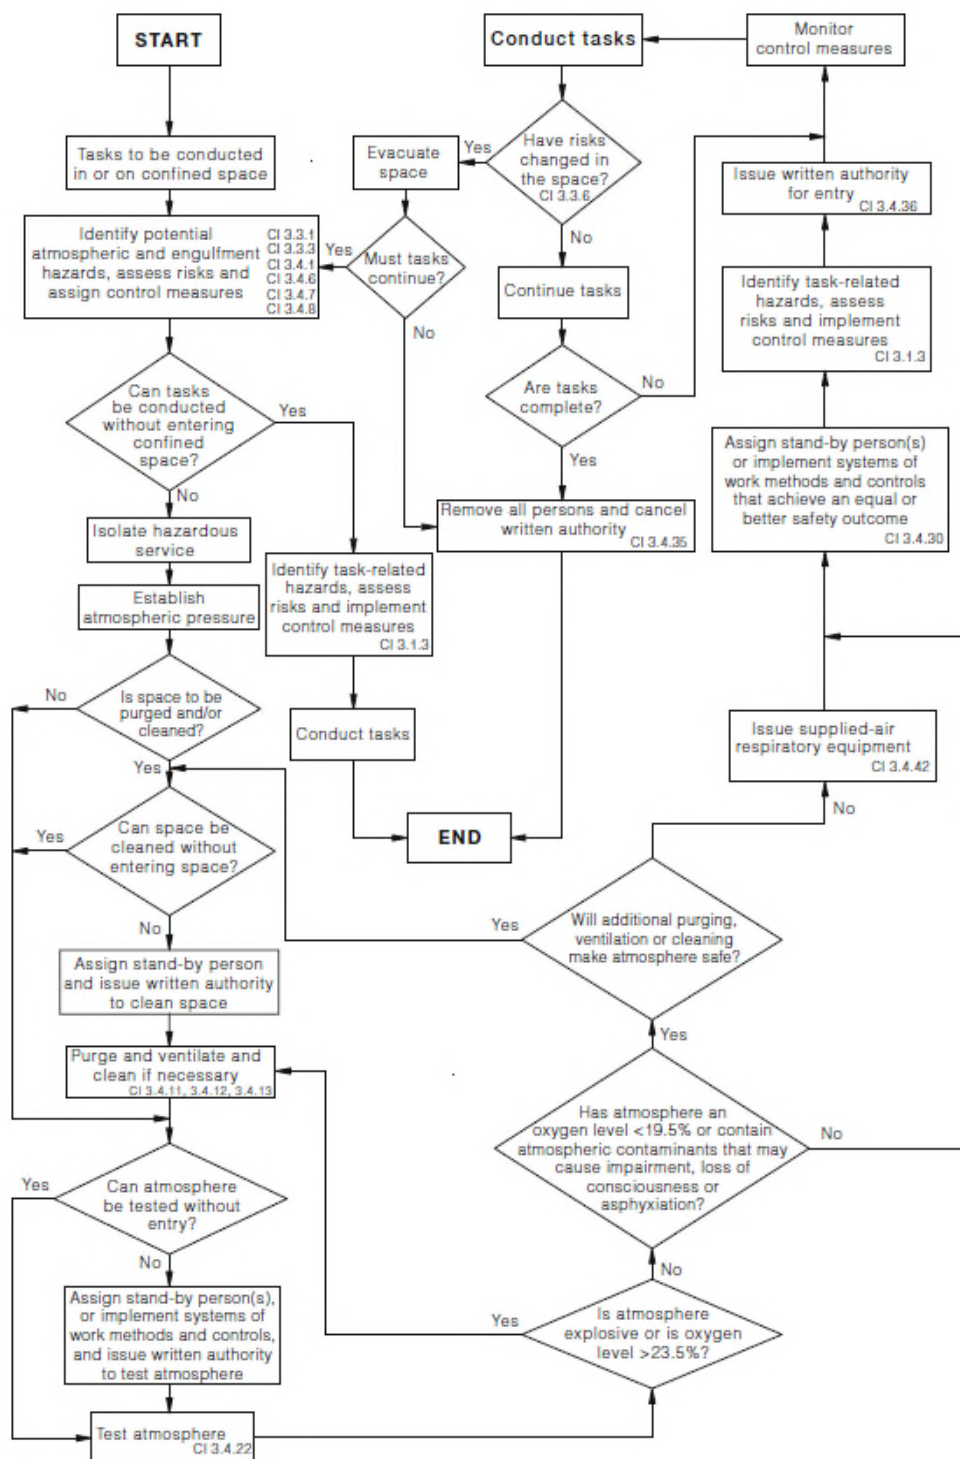 START
Tasks to be conducted
in or on confined space
Identify potential
atmospheric and engulfment
hazards, assess risks and
assign control measures
Cl 3.3.1
Cl 3.3.3
Cl 3.4.1
Cl 3.4.6
Cl 3.4.7
Cl 3.4.8
Can tasks
be conducted
without entering
confined
space?
Yes
No
Isolate hazardous
service
Establish
atmospheric pressure
Is space to be
purged and/or
cleaned?
No
Yes
Can space be
cleaned without
entering space?
Yes
No
Assign stand-by person
and issue written authority
to clean space
Purge and ventilate and
clean if necessary
Cl 3.4.11, 3.4.12, 3.4.13
Can atmosphere
be tested without
entry?
Yes
No
Assign stand-by person(s),
or implement systems of
work methods and controls,
and issue written authority
to test atmosphere
Test atmosphere
Cl 3.4.22
Identify task-related
hazards, assess
risks and implement
control measures
Cl 3.1.3
Conduct tasks
END
Conduct tasks
Have risks
changed in
the space?
Cl 3.3.6
Yes
No
Evacuate
space
Must tasks
continue?
Yes
No
Continue tasks
Are tasks
complete?
No
Yes
Remove all persons and cancel
written authority
Cl 3.4.35
Monitor
control measures
Issue written authority
for entry
Cl 3.4.36
Identify task-related
hazards, assess
risks and implement
control measures
Cl 3.1.3
Assign stand-by person(s)
or implement systems of
work methods and controls
that achieve an equal or
better safety outcome
Cl 3.4.30
Issue supplied-air
respiratory equipment
Cl 3.4.42
No
Will additional purging,
ventilation or cleaning
make atmosphere safe?
Yes
Yes
Has atmosphere an
oxygen level <19.5% or contain
atmospheric contaminants that may
cause impairment, loss of
consciousness or
asphyxiation?
No
No
Is atmosphere
explosive or is oxygen
level >23.5%?
Yes